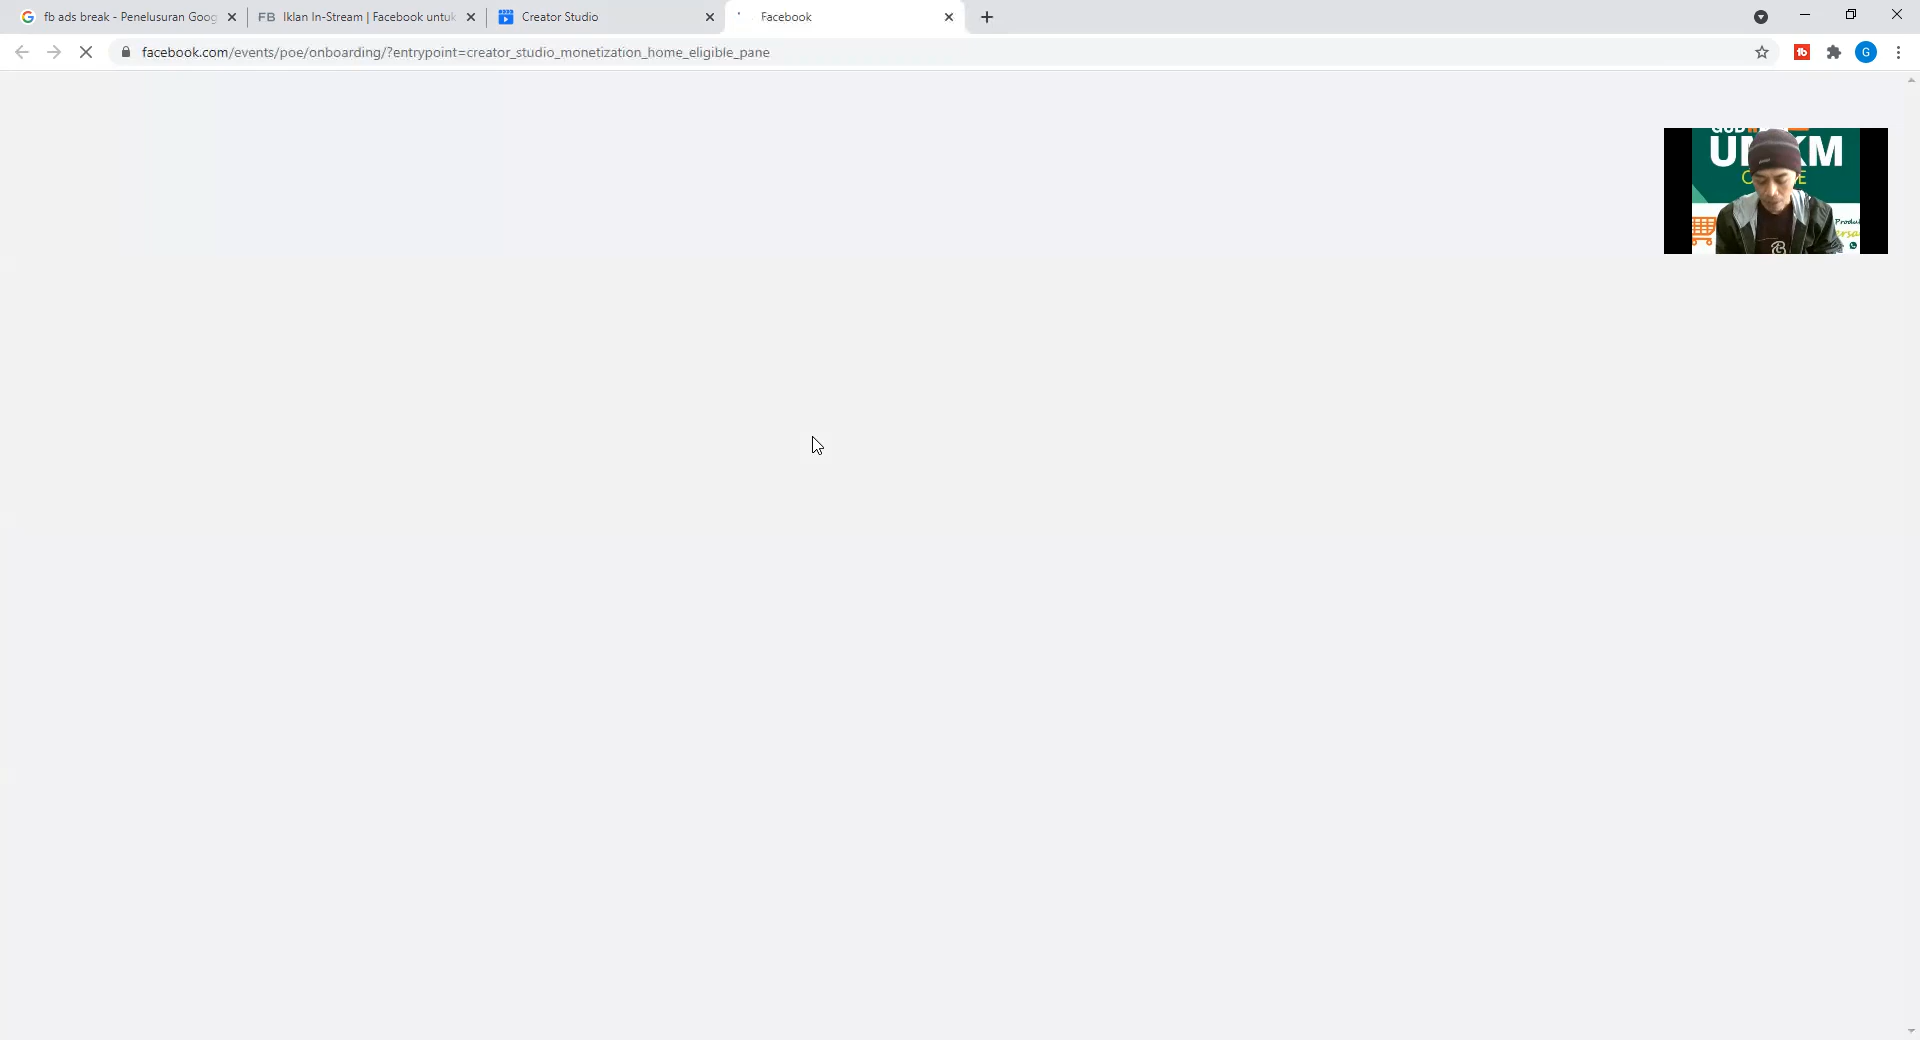 fb ads break - Penelusuran Goog
FB Iklan In-Stream | Facebook untuk
Creator Studio
Facebook
facebook.com/events/poe/onboarding/?entrypoint=creator_studio_monetization_home_eligible_pane
G
Produk